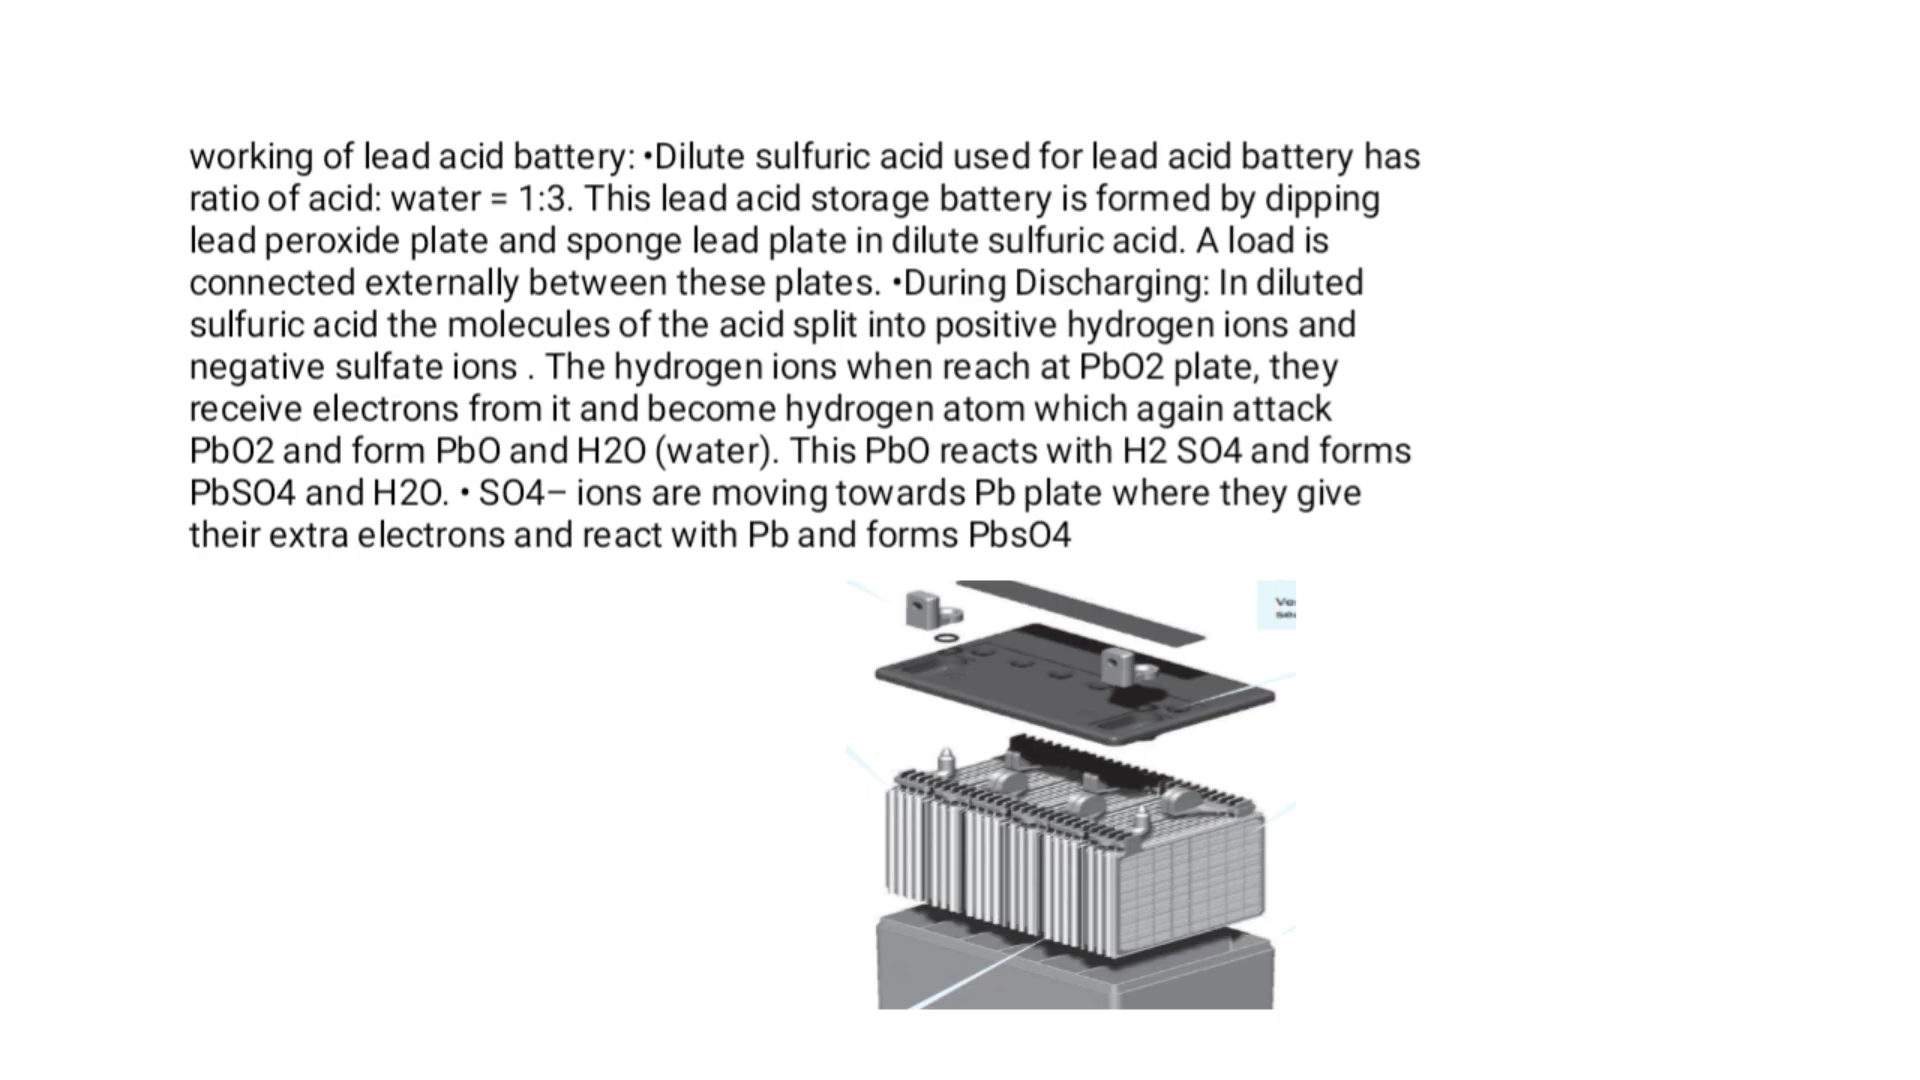 working of lead acid battery: •Dilute sulfuric acid used for lead acid battery has
ratio of acid: water = 1:3. This lead acid storage battery is formed by dipping
lead peroxide plate and sponge lead plate in dilute sulfuric acid. A load is
connected externally between these plates. •During Discharging: In diluted
sulfuric acid the molecules of the acid split into positive hydrogen ions and
negative sulfate ions . The hydrogen ions when reach at PbO2 plate, they
receive electrons from it and become hydrogen atom which again attack
PbO2 and form PbO and H2O (water). This PbO reacts with H2 SO4 and forms
PbSO4 and H2O. • SO4– ions are moving towards Pb plate where they give
their extra electrons and react with Pb and forms PbsO4